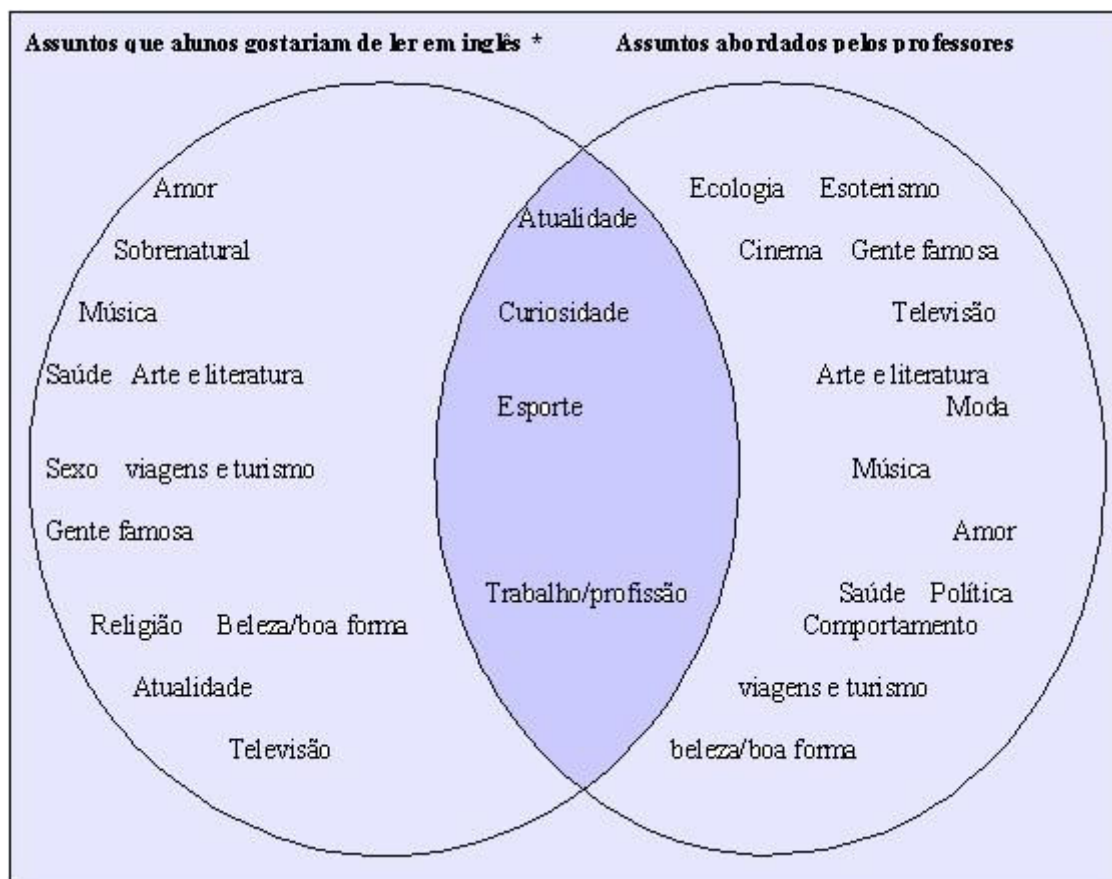 Assuntos que alunos gostariam de ler em inglês *
Assuntos abordados pelos professores
Amor
Sobrenatural
Música
Saúde Arte e literatura
Sexo viagens e turismo
Gente famosa
Religião Beleza/boa forma
Atualidade
Televisão
Atualidade
Curiosidade
Esporte
Trabalho/profissão
Ecologia Esoterismo
Cinema Gente famosa
Televisão
Arte e literatura
Moda
Música
Amor
Saúde Política
Comportamento
viagens e turismo
beleza/boa forma